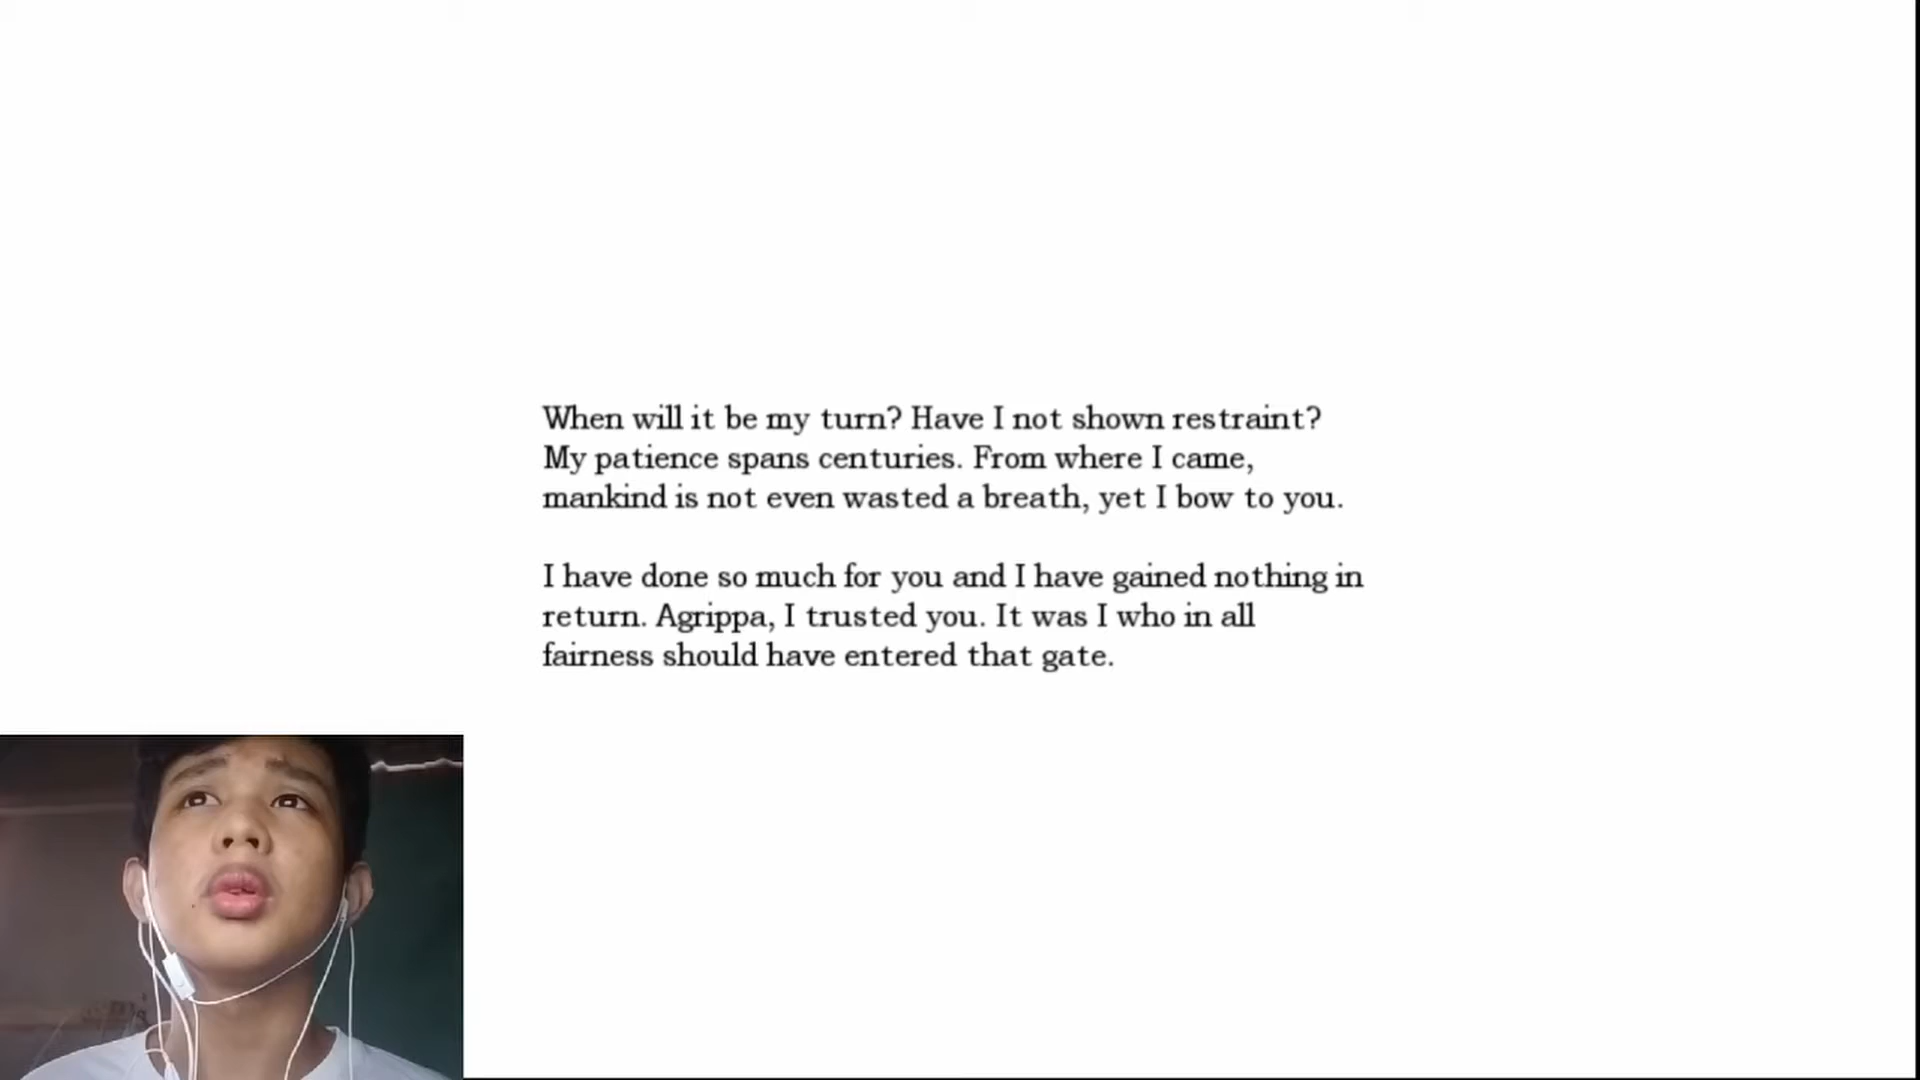 When will it be my turn? Have I not shown restraint?
My patience spans centuries. From where I came,
mankind is not even wasted a breath, yet I bow to you.
I have done so much for you and I have gained nothing in
return. Agrippa, I trusted you. It was I who in all
fairness should have entered that gate.